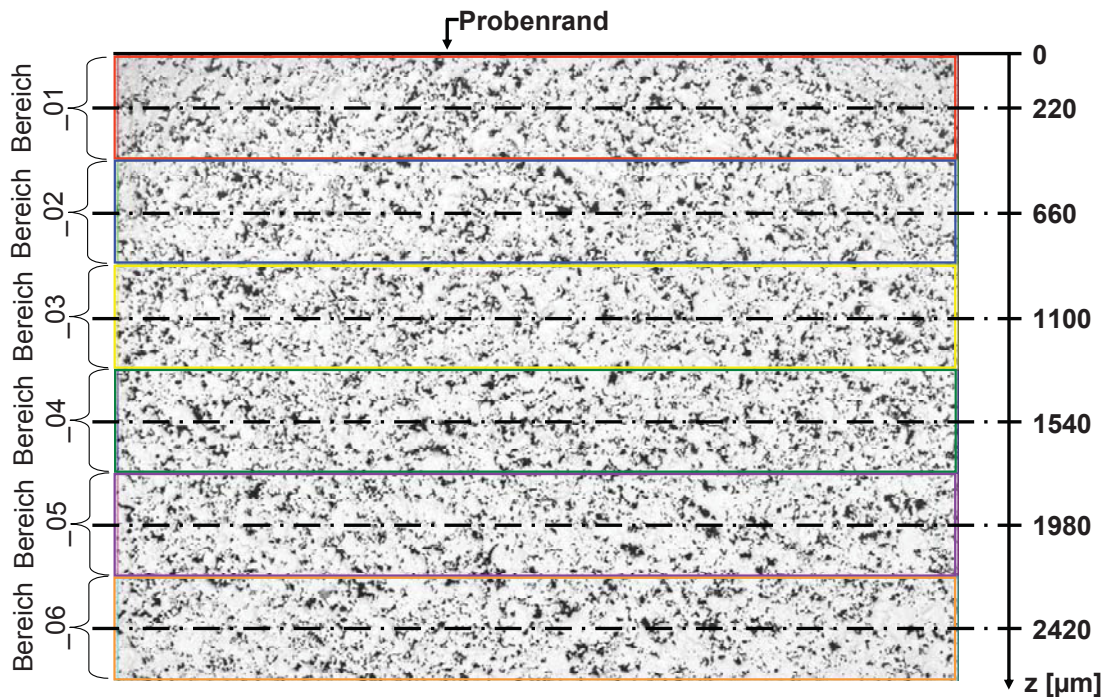 Probenrand
0
Bereich
_01
220
Bereich
_02
660
Bereich
_03
1100
Bereich
_04
1540
Bereich
_05
1980
Bereich
_06
2420
z [µm]